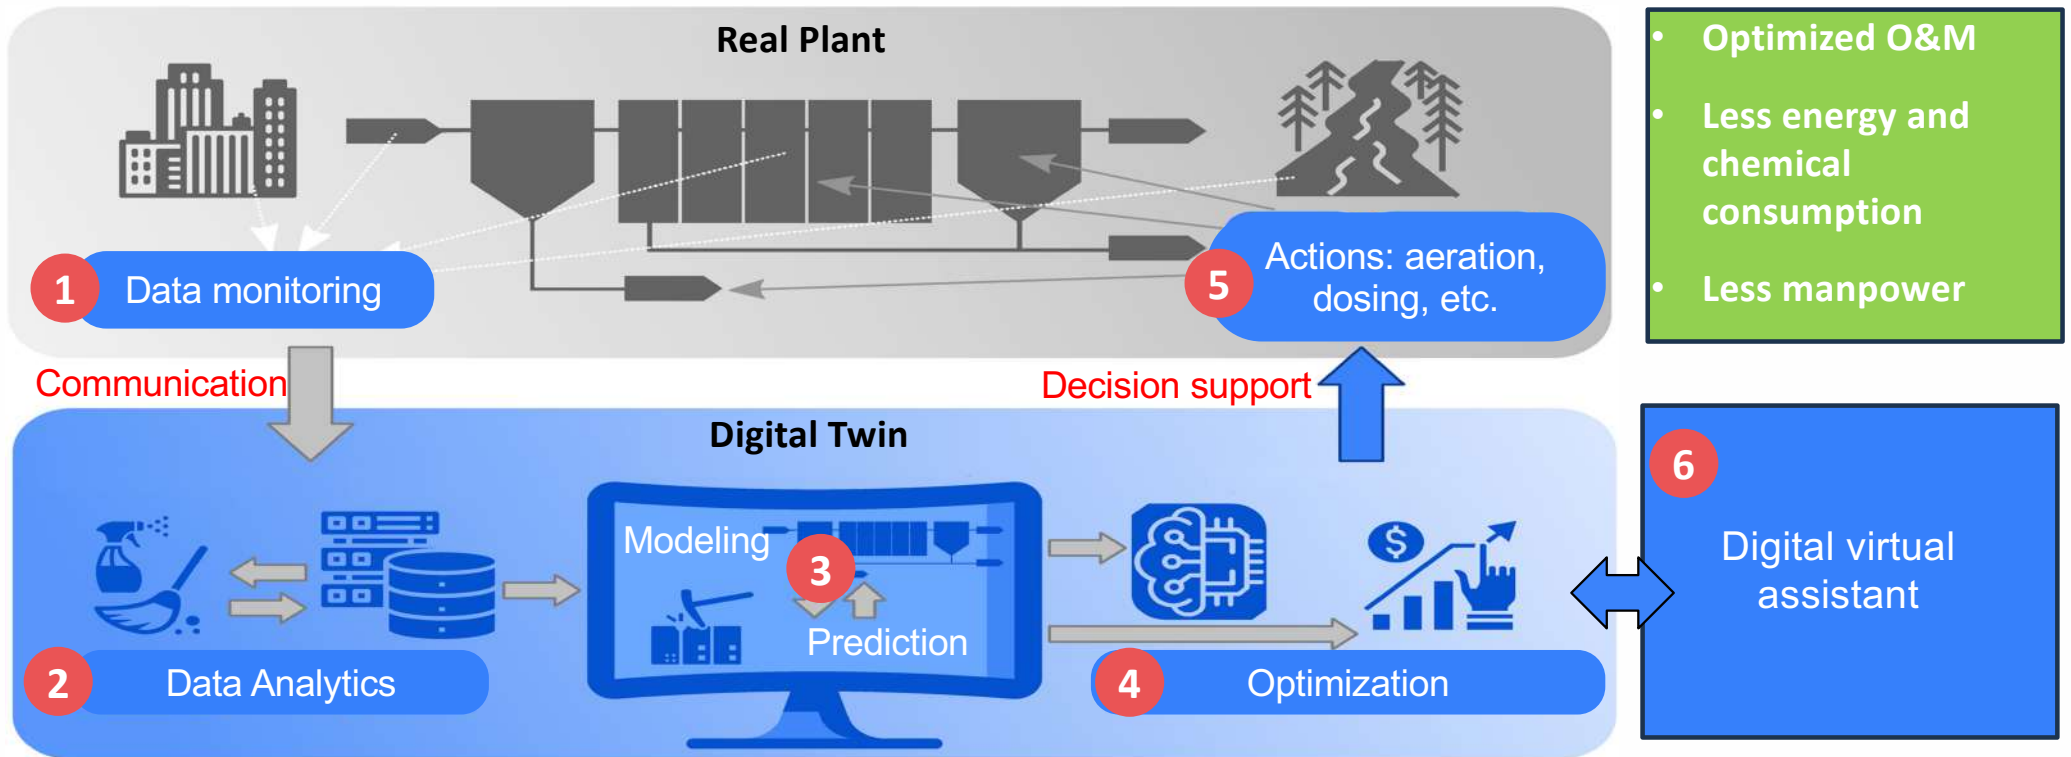 Real Plant
1
Data monitoring
5
Actions: aeration,
dosing, etc.
• Optimized O&M
• Less energy and
chemical
consumption
• Less manpower
Communication
Decision support
Digital Twin
Modeling
3
Prediction
$
2
Data Analytics
4
Optimization
6
Digital virtual
assistant